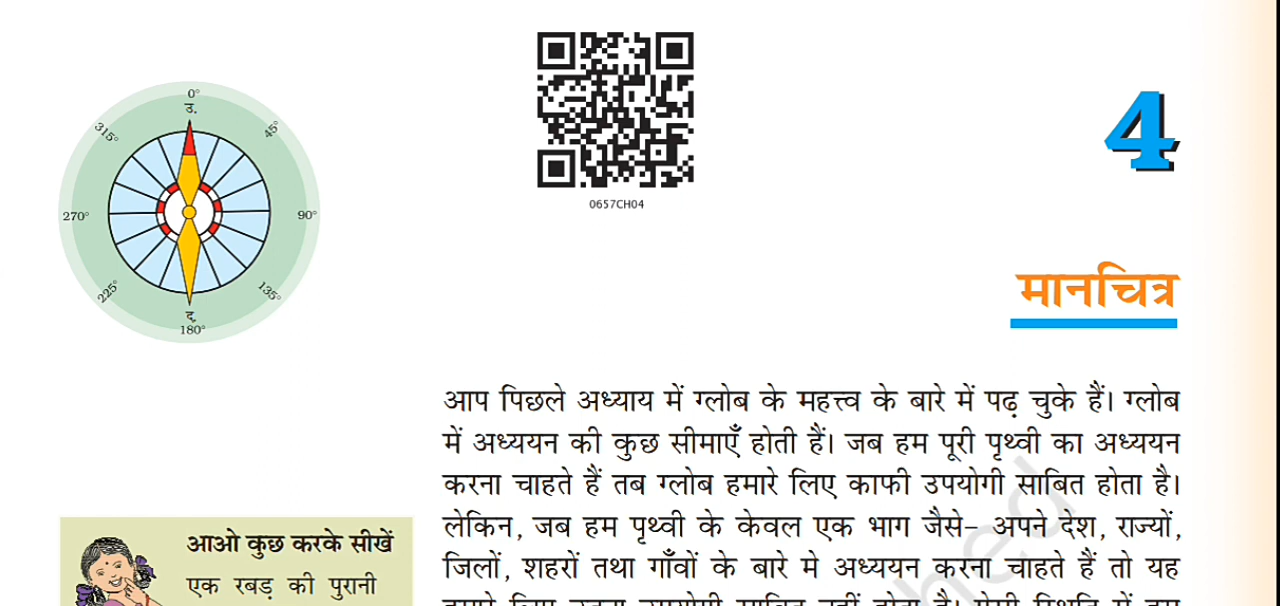 0°
उ.
45°
90°
135°
180°
द.
225°
270°
315°
0657CH04
4
मानचित्र
आप पिछले अध्याय में ग्लोब के महत्त्व के बारे में पढ़ चुके हैं। ग्लोब
में अध्ययन की कुछ सीमाएँ होती हैं। जब हम पूरी पृथ्वी का अध्ययन
करना चाहते हैं तब ग्लोब हमारे लिए काफी उपयोगी साबित होता है।
लेकिन, जब हम पृथ्वी के केवल एक भाग जैसे– अपने देश, राज्यों,
जिलों, शहरों तथा गाँवों के बारे मे अध्ययन करना चाहते हैं तो यह
आओ कुछ करके सीखें
एक रबड़ की पुरानी